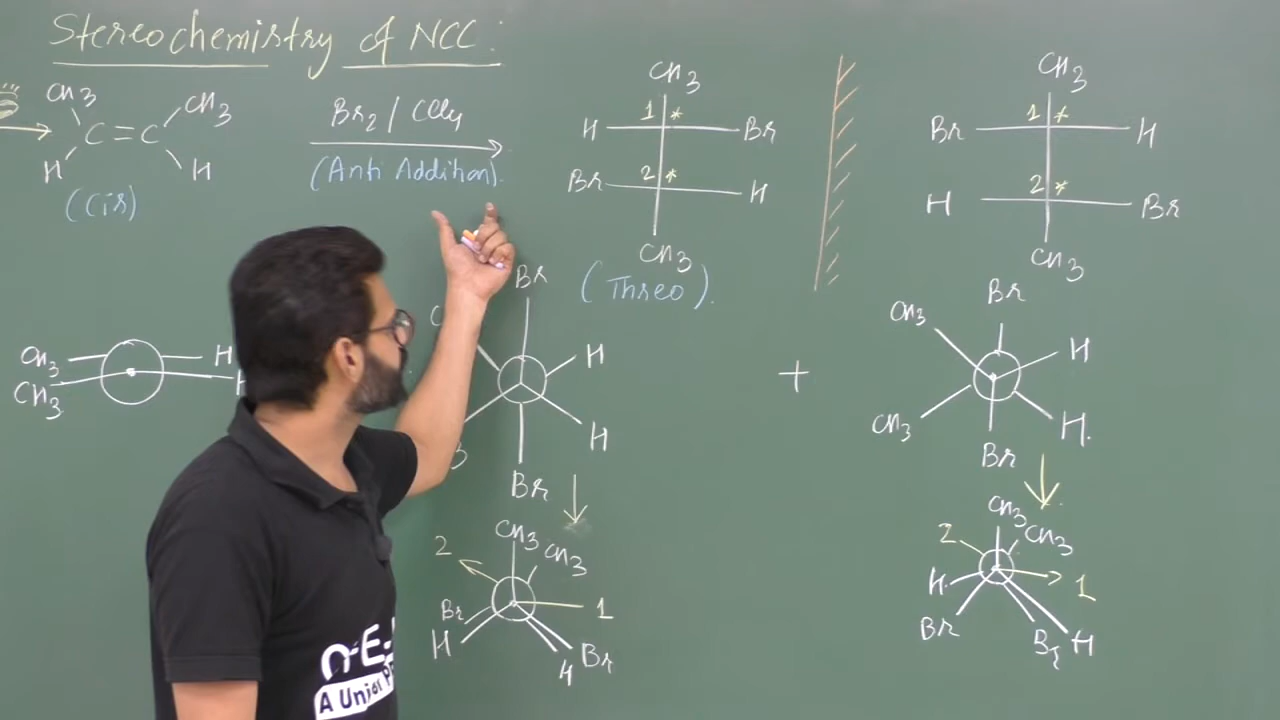 Stereochemistry of NCC:
CH3
CH3
C=C
H
H
(Cis)
Br2 / CCl4
(Anti Addition).
CH3
1 *
H
Br
2 *
Br
H
CH3
(Threo).
CH3
1 *
Br
H
2 *
H
Br
CH3
CH3
H
CH3
Br
H
H
Br
+
Br
CH3
H
CH3
H.
Br
CH3
CH3
2
1
Br
H
H
Br
CH3
CH3
2
1
H
Br
Br
H
A Union